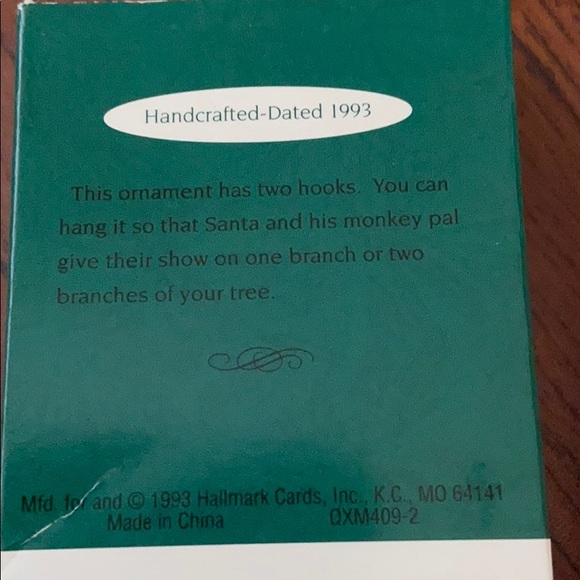 Handcrafted-Dated 1993
This ornament has two hooks. You can
hang it so that Santa and his monkey pal
give their show on one branch or two
branches of your tree.
Mfd. for and © 1993 Hallmark Cards, Inc., K.C., MO 64141
Made in China QXM409-2